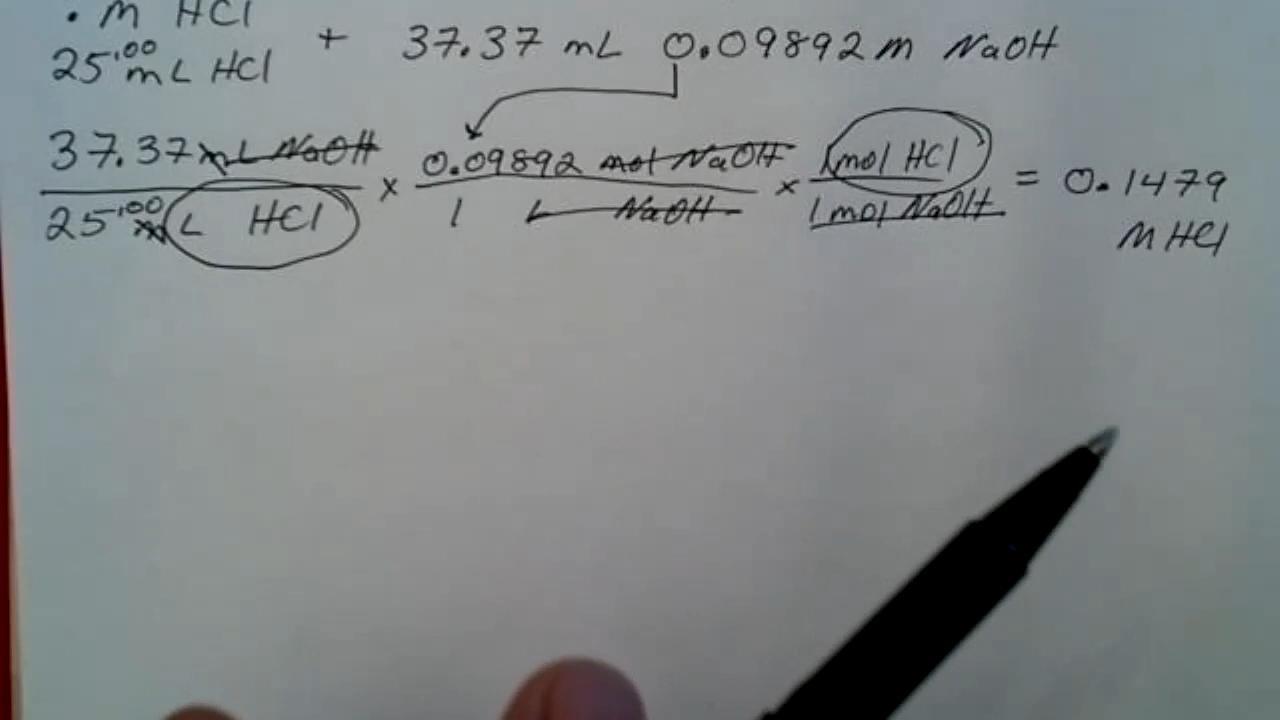 . M HCl
25.00 mL HCl + 37.37 mL 0.09892 M NaOH
37.37 mL NaOH × 0.09892 mol NaOH × 1 mol HCl = 0.1479
25.00 mL HCl 1 L NaOH 1 mol NaOH M HCl